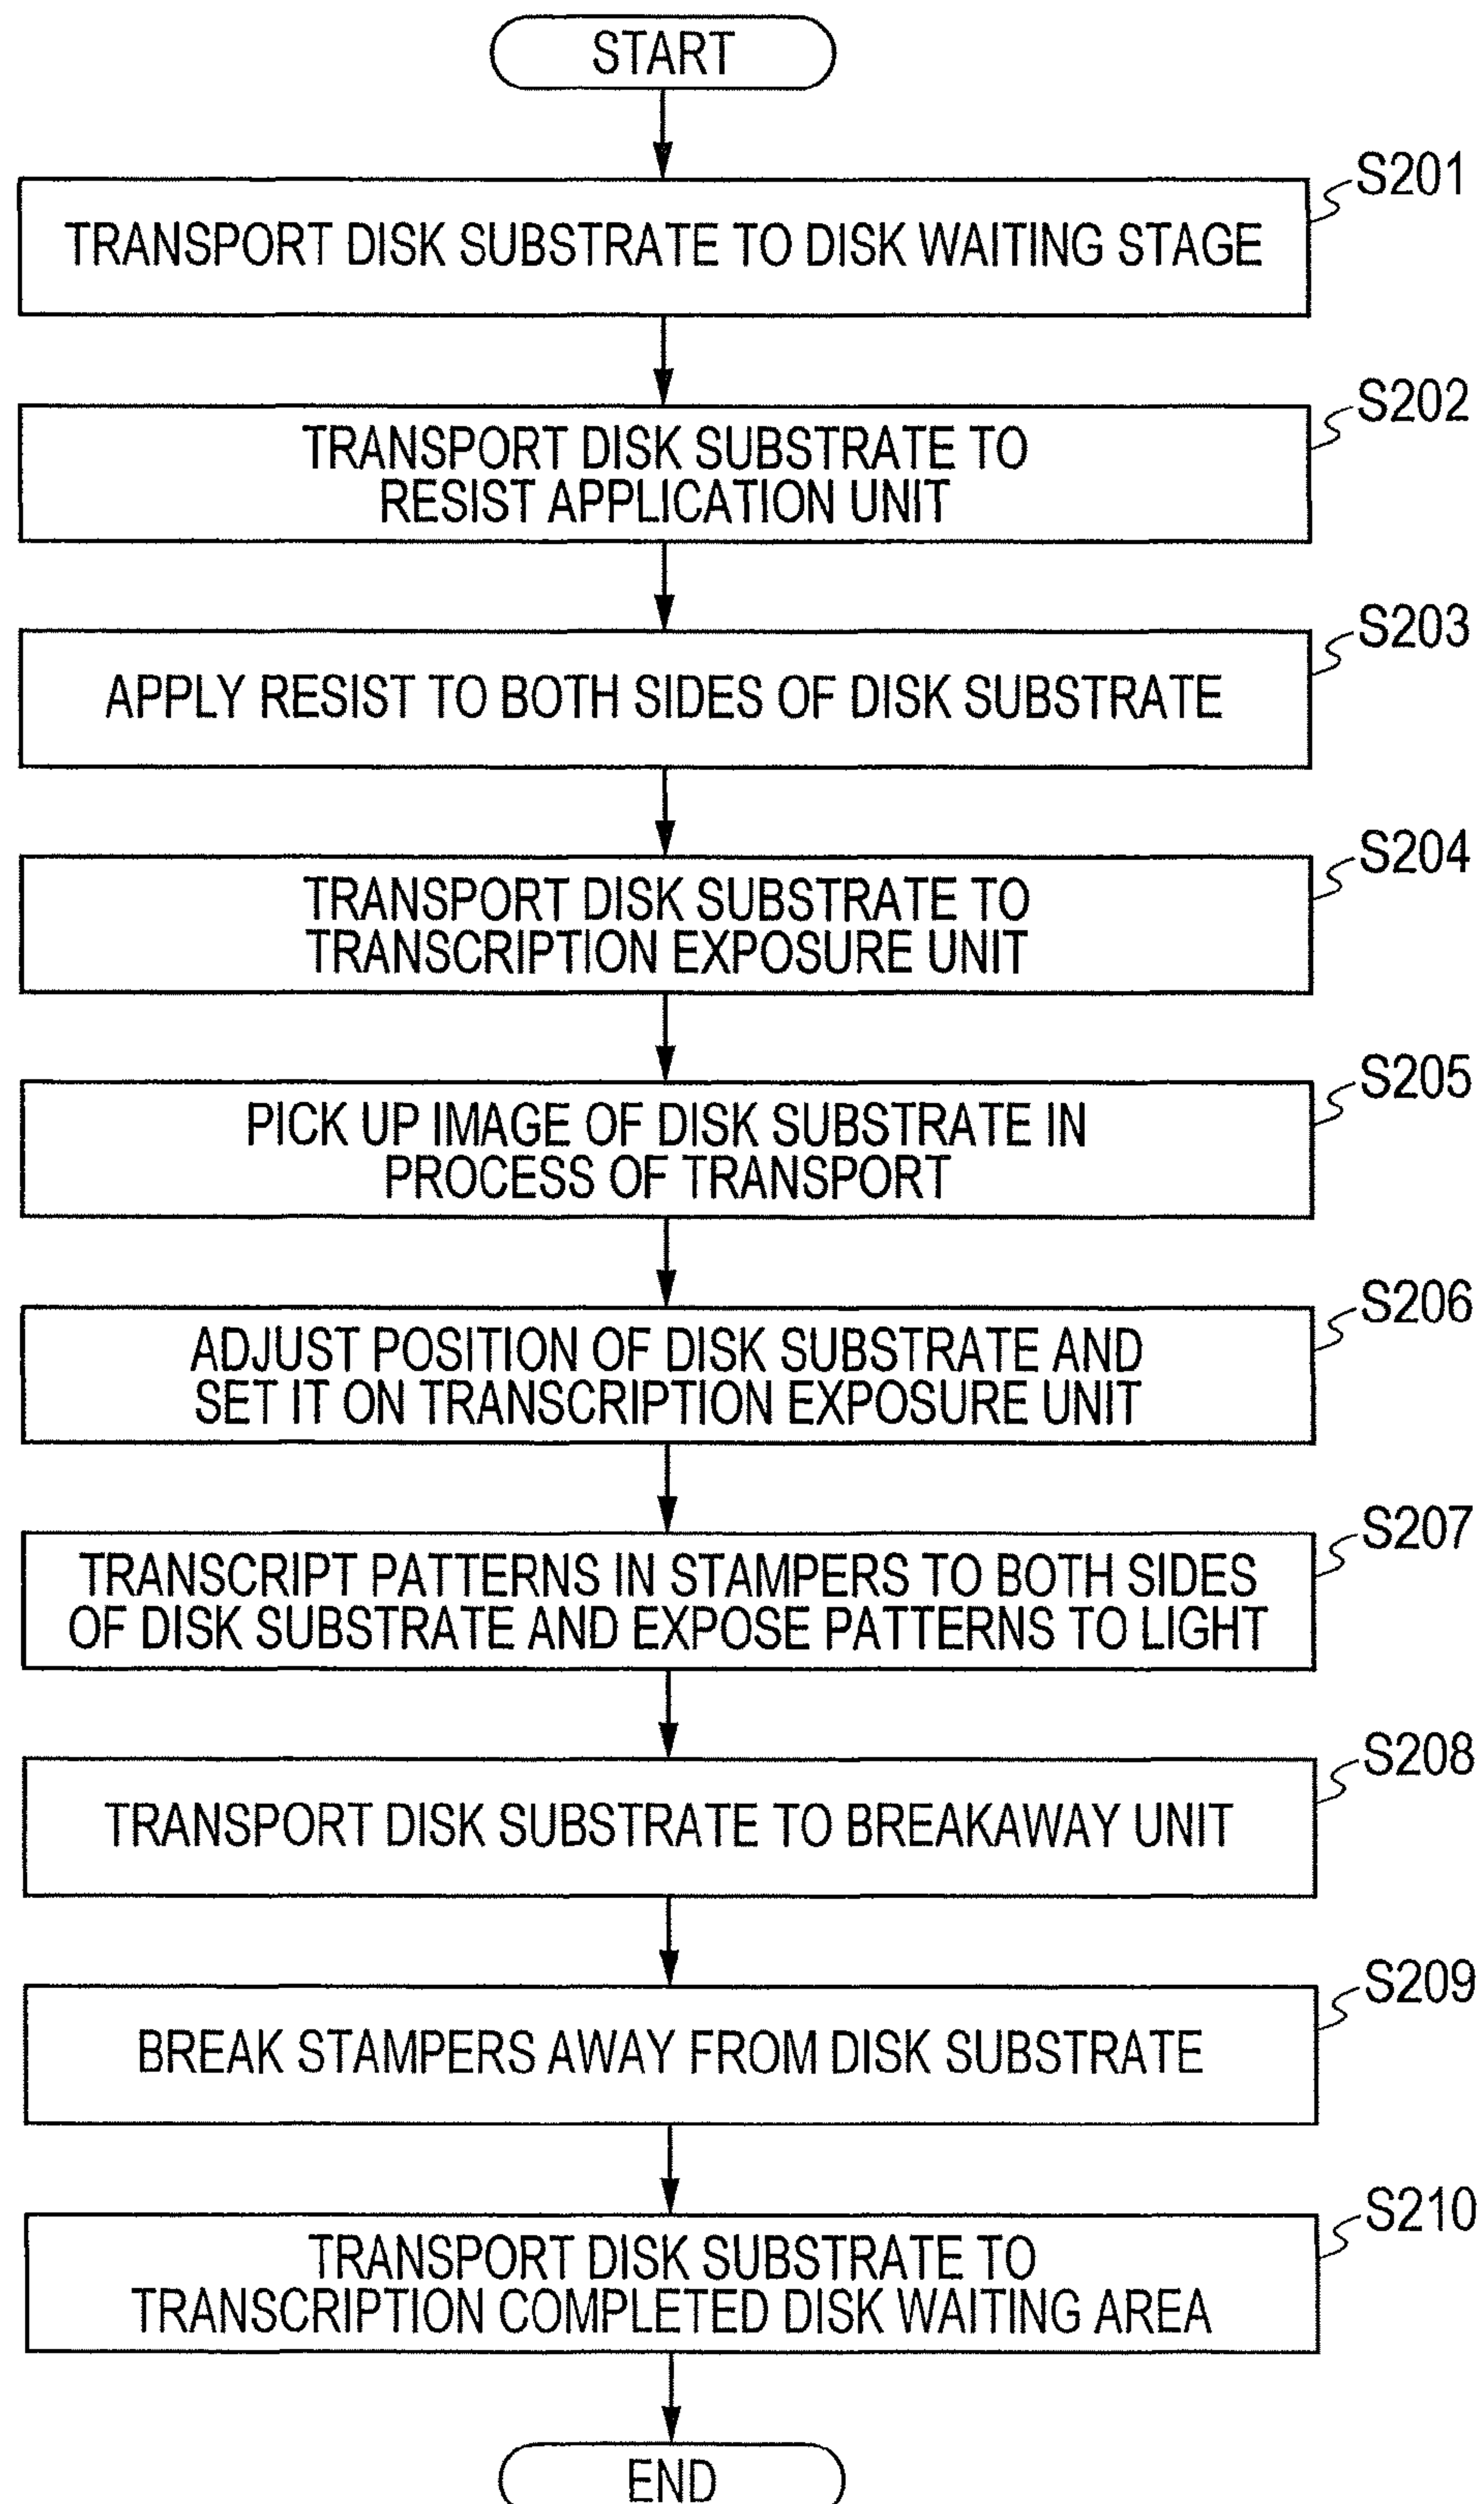 START
S201
TRANSPORT DISK SUBSTRATE TO DISK WAITING STAGE
S202
TRANSPORT DISK SUBSTRATE TO
RESIST APPLICATION UNIT
S203
APPLY RESIST TO BOTH SIDES OF DISK SUBSTRATE
S204
TRANSPORT DISK SUBSTRATE TO
TRANSCRIPTION EXPOSURE UNIT
S205
PICK UP IMAGE OF DISK SUBSTRATE IN
PROCESS OF TRANSPORT
S206
ADJUST POSITION OF DISK SUBSTRATE AND
SET IT ON TRANSCRIPTION EXPOSURE UNIT
S207
TRANSCRIPT PATTERNS IN STAMPERS TO BOTH SIDES
OF DISK SUBSTRATE AND EXPOSE PATTERNS TO LIGHT
S208
TRANSPORT DISK SUBSTRATE TO BREAKAWAY UNIT
S209
BREAK STAMPERS AWAY FROM DISK SUBSTRATE
S210
TRANSPORT DISK SUBSTRATE TO
TRANSCRIPTION COMPLETED DISK WAITING AREA
END